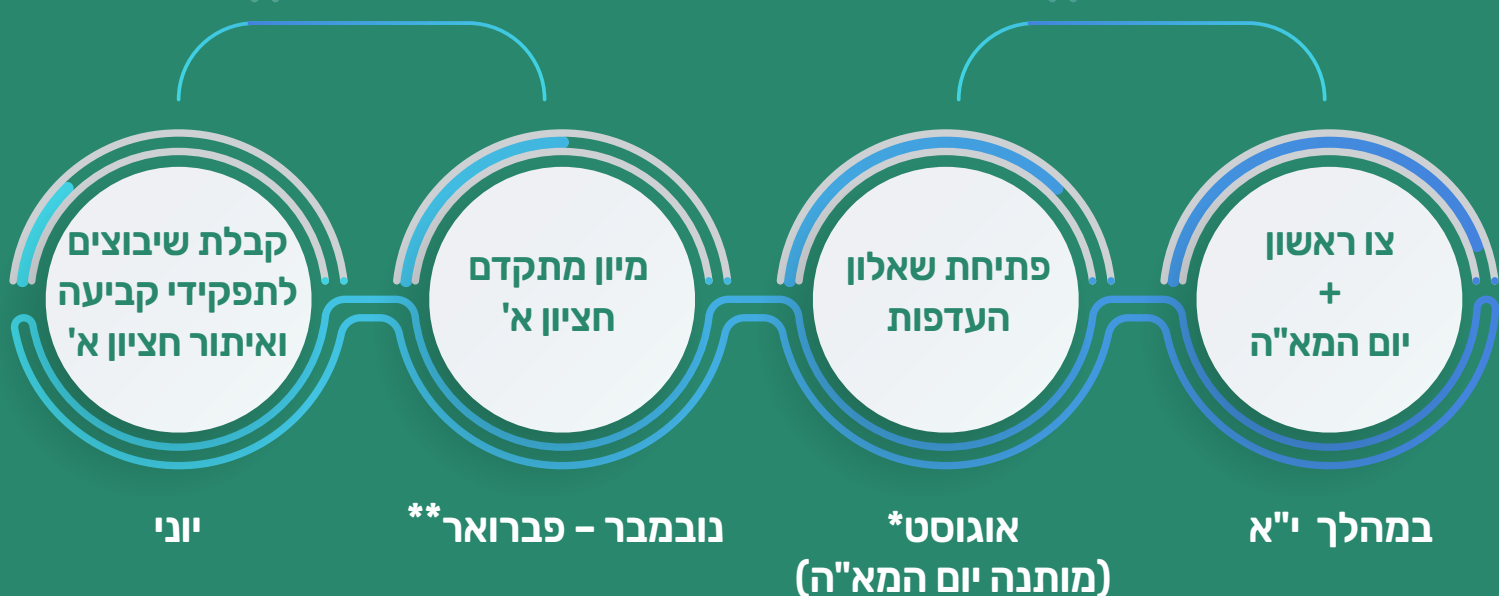 צו ראשון
+
יום המא"ה
במהלך י"א
פתיחת שאלון
העדפות
אוגוסט*
(מותנה יום המא"ה)
מיון מתקדם
חציון א'
נובמבר – פברואר**
קבלת שיבוצים
לתפקידי קביעה
ואיתור חציון א'
יוני